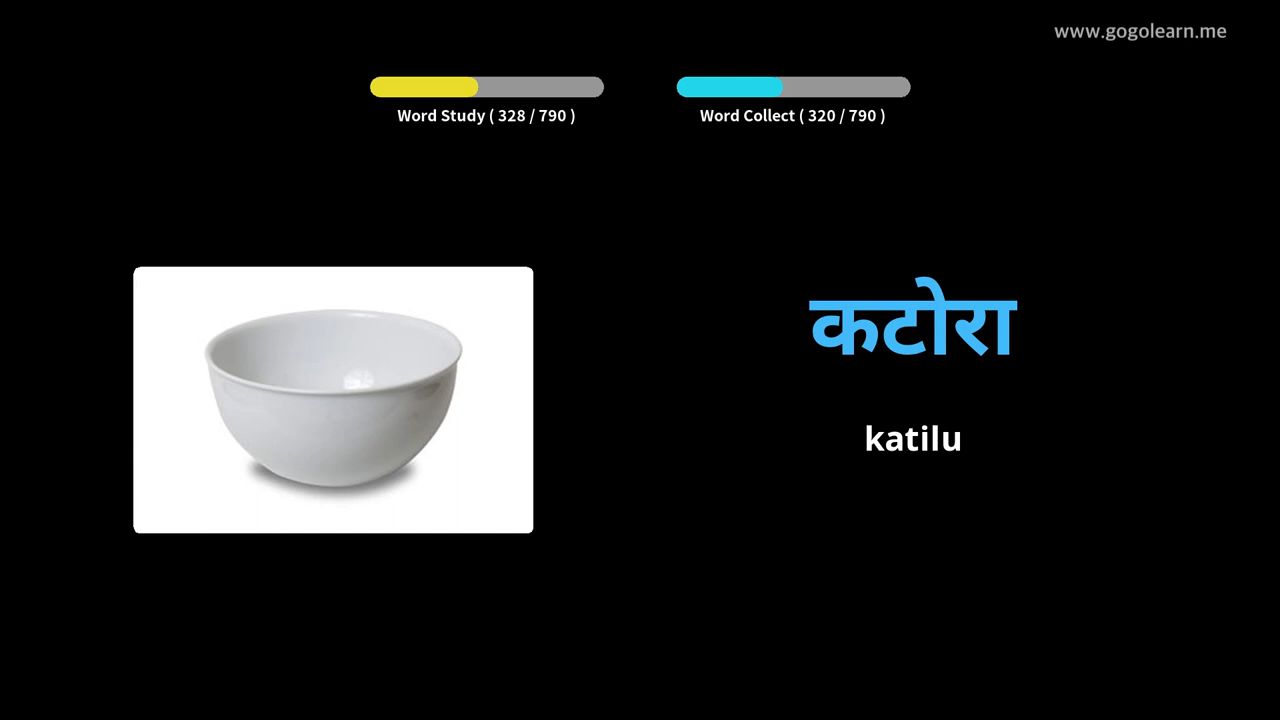 www.gogolearn.me
Word Study ( 328 / 790 )
Word Collect ( 320 / 790 )
कटोरा
katilu